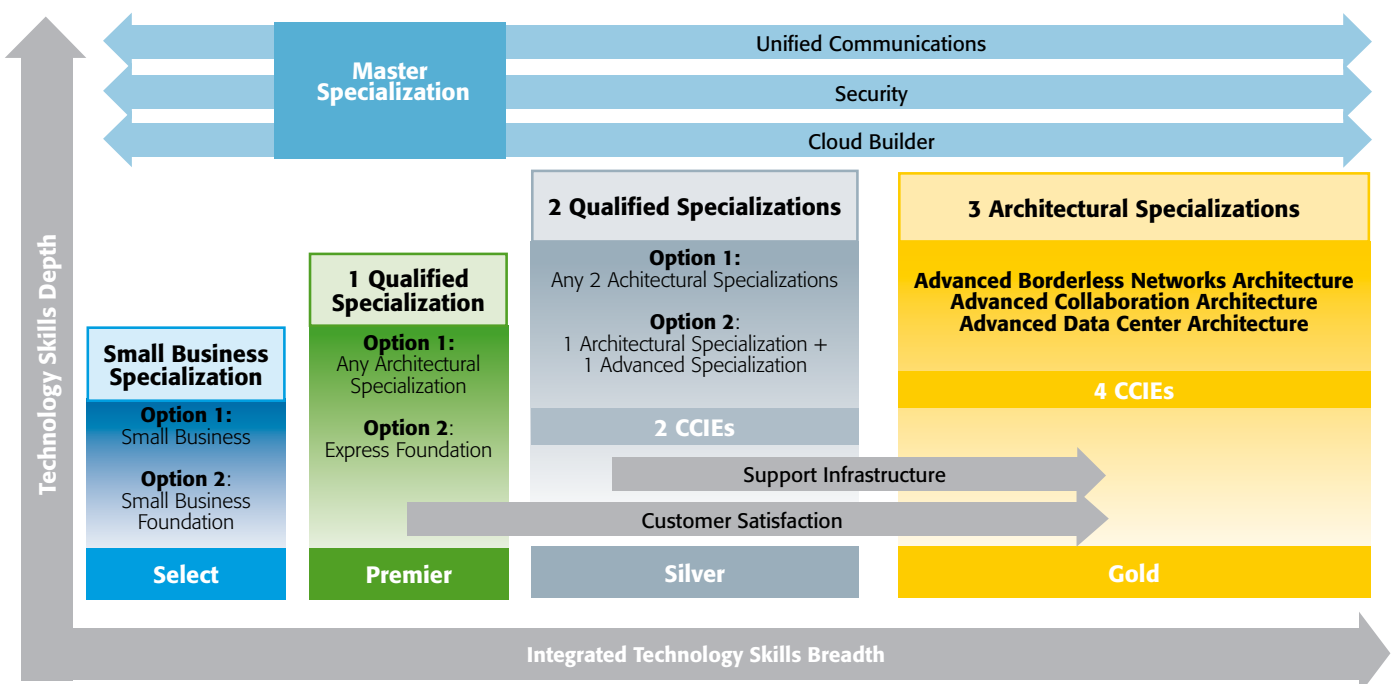 Unified Communications
Master
Specialization
Security
Cloud Builder
Technology Skills Depth
Small Business
Specialization
Option 1:
Small Business
Option 2:
Small Business
Foundation
Select
1 Qualified
Specialization
Option 1:
Any Architectural
Specialization
Option 2:
Express Foundation
Premier
2 Qualified Specializations
Option 1:
Any 2 Achitectural Specializations
Option 2:
1 Architectural Specialization +
1 Advanced Specialization
2 CCIEs
Silver
3 Architectural Specializations
Advanced Borderless Networks Architecture
Advanced Collaboration Architecture
Advanced Data Center Architecture
4 CCIEs
Gold
Support Infrastructure
Customer Satisfaction
Integrated Technology Skills Breadth